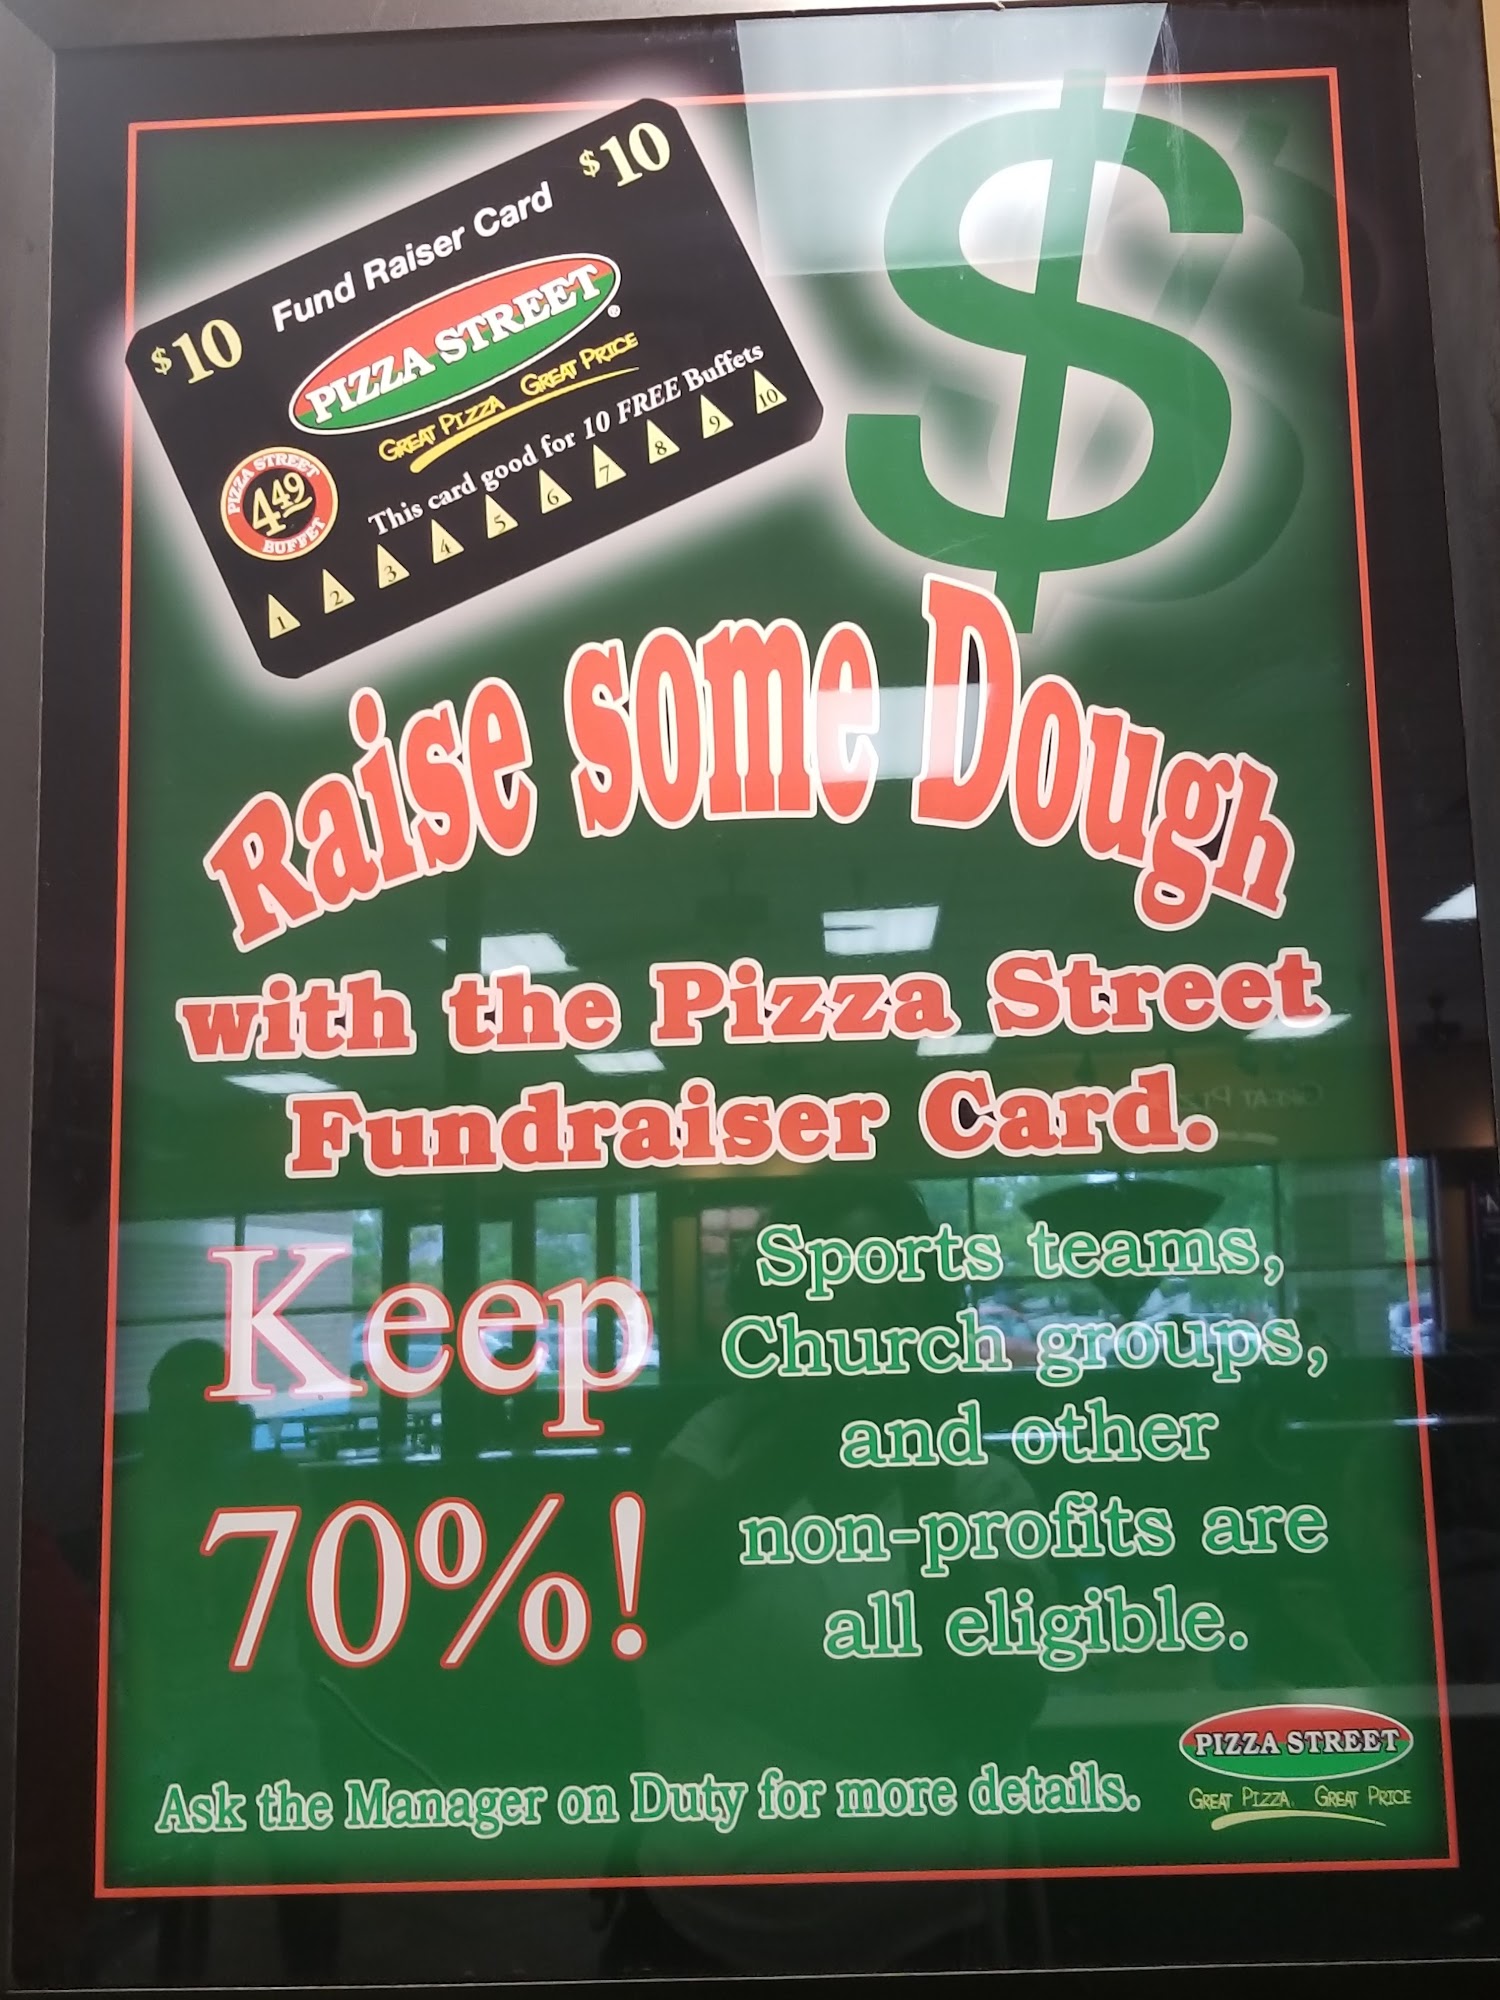 $10 Fund Raiser Card $10
PIZZA STREET®
GREAT PIZZA GREAT PRICE
PIZZA STREET
4.49
BUFFET
This card good for 10 FREE Buffets
1 2 3 4 5 6 7 8 9 10
$
Raise some Dough
with the Pizza Street
Fundraiser Card.
Keep
70%!
Sports teams,
Church groups,
and other
non-profits are
all eligible.
Ask the Manager on Duty for more details.
PIZZA STREET
GREAT PIZZA GREAT PRICE